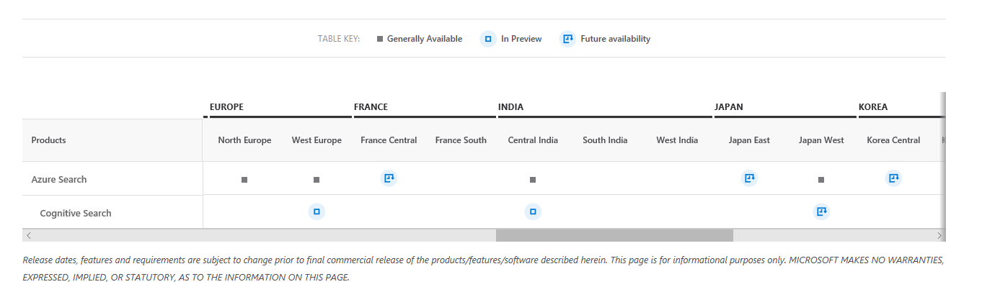 TABLE KEY: Generally Available In Preview Future availability
EUROPE FRANCE INDIA JAPAN KOREA
Products North Europe West Europe France Central France South Central India South India West India Japan East Japan West Korea Central
Azure Search
Cognitive Search
Release dates, features and requirements are subject to change prior to final commercial release of the products/features/software described herein. This page is for informational purposes only. MICROSOFT MAKES NO WARRANTIES,
EXPRESSED, IMPLIED, OR STATUTORY, AS TO THE INFORMATION ON THIS PAGE.